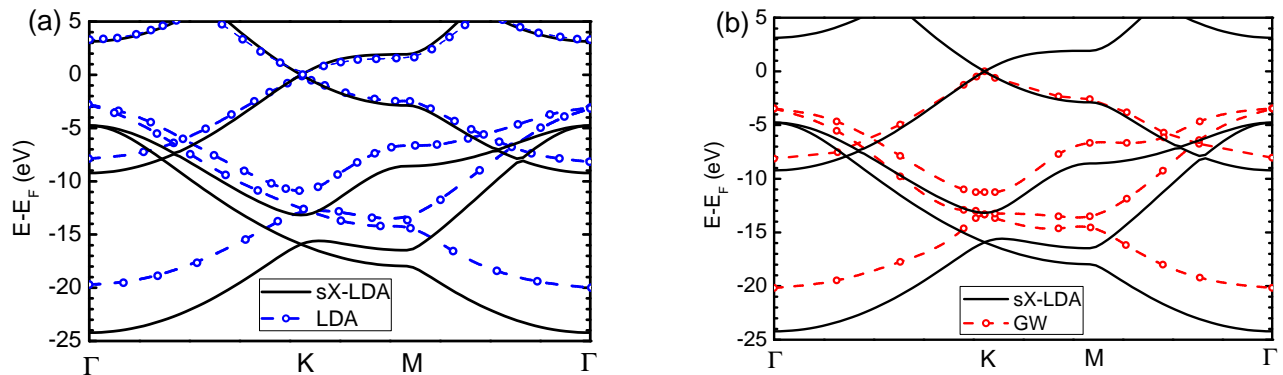 (a)
5
0
-5
-10
-15
-20
-25
E-E_F (eV)
sX-LDA
LDA
Γ K M Γ
(b)
5
0
-5
-10
-15
-20
-25
E-E_F (eV)
sX-LDA
GW
Γ K M Γ